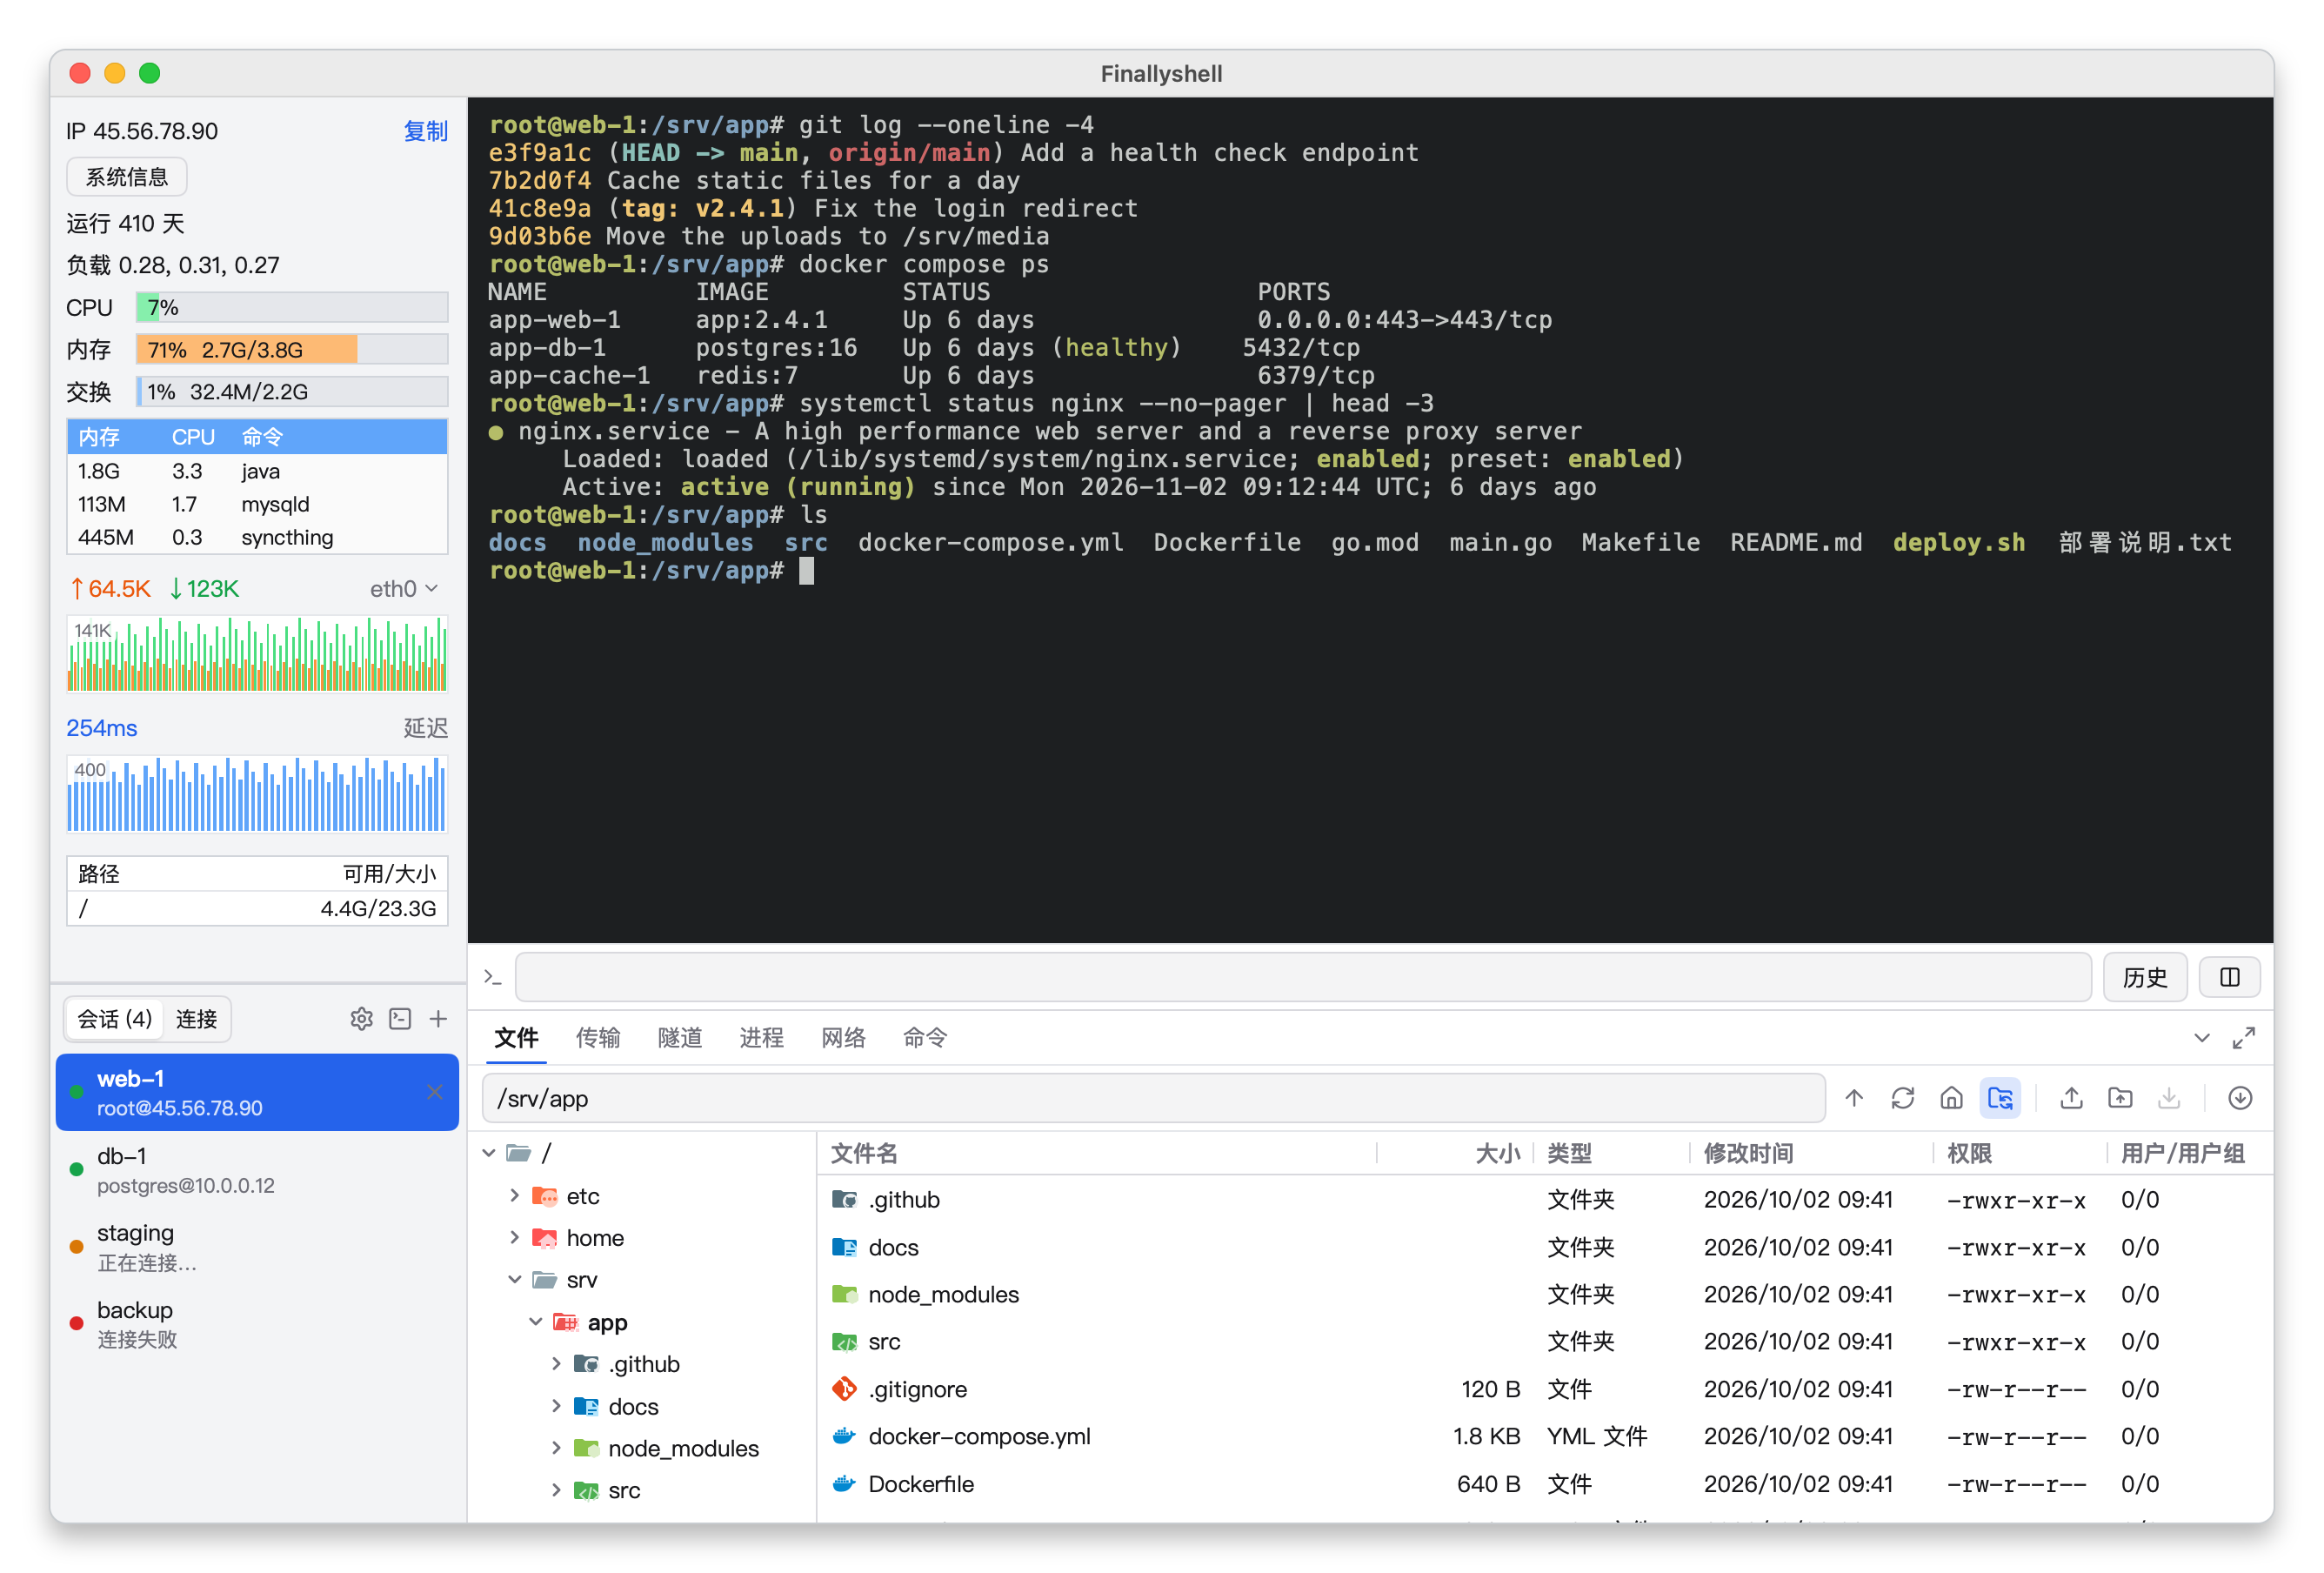 Finallyshell
IP 45.56.78.90 复制
系统信息
运行 410 天
负载 0.28, 0.31, 0.27
CPU 7%
内存 71% 2.7G/3.8G
交换 1% 32.4M/2.2G
内存 CPU 命令
1.8G 3.3 java
113M 1.7 mysqld
445M 0.3 syncthing
↑64.5K ↓123K eth0
141K
254ms 延迟
400
路径 可用/大小
/ 4.4G/23.3G
会话 (4) 连接
web-1
root@45.56.78.90
db-1
postgres@10.0.0.12
staging
正在连接...
backup
连接失败
root@web-1:/srv/app# git log --oneline -4
e3f9a1c (HEAD -> main, origin/main) Add a health check endpoint
7b2d0f4 Cache static files for a day
41c8e9a (tag: v2.4.1) Fix the login redirect
9d03b6e Move the uploads to /srv/media
root@web-1:/srv/app# docker compose ps
NAME IMAGE STATUS PORTS
app-web-1 app:2.4.1 Up 6 days 0.0.0.0:443->443/tcp
app-db-1 postgres:16 Up 6 days (healthy) 5432/tcp
app-cache-1 redis:7 Up 6 days 6379/tcp
root@web-1:/srv/app# systemctl status nginx --no-pager | head -3
● nginx.service - A high performance web server and a reverse proxy server
Loaded: loaded (/lib/systemd/system/nginx.service; enabled; preset: enabled)
Active: active (running) since Mon 2026-11-02 09:12:44 UTC; 6 days ago
root@web-1:/srv/app# ls
docs node_modules src docker-compose.yml Dockerfile go.mod main.go Makefile README.md deploy.sh 部署说明.txt
root@web-1:/srv/app#
历史
文件 传输 隧道 进程 网络 命令
/srv/app
/
etc
home
srv
app
.github
docs
node_modules
src
文件名 大小 类型 修改时间 权限 用户/用户组
.github 文件夹 2026/10/02 09:41 -rwxr-xr-x 0/0
docs 文件夹 2026/10/02 09:41 -rwxr-xr-x 0/0
node_modules 文件夹 2026/10/02 09:41 -rwxr-xr-x 0/0
src 文件夹 2026/10/02 09:41 -rwxr-xr-x 0/0
.gitignore 120 B 文件 2026/10/02 09:41 -rw-r--r-- 0/0
docker-compose.yml 1.8 KB YML 文件 2026/10/02 09:41 -rw-r--r-- 0/0
Dockerfile 640 B 文件 2026/10/02 09:41 -rw-r--r-- 0/0